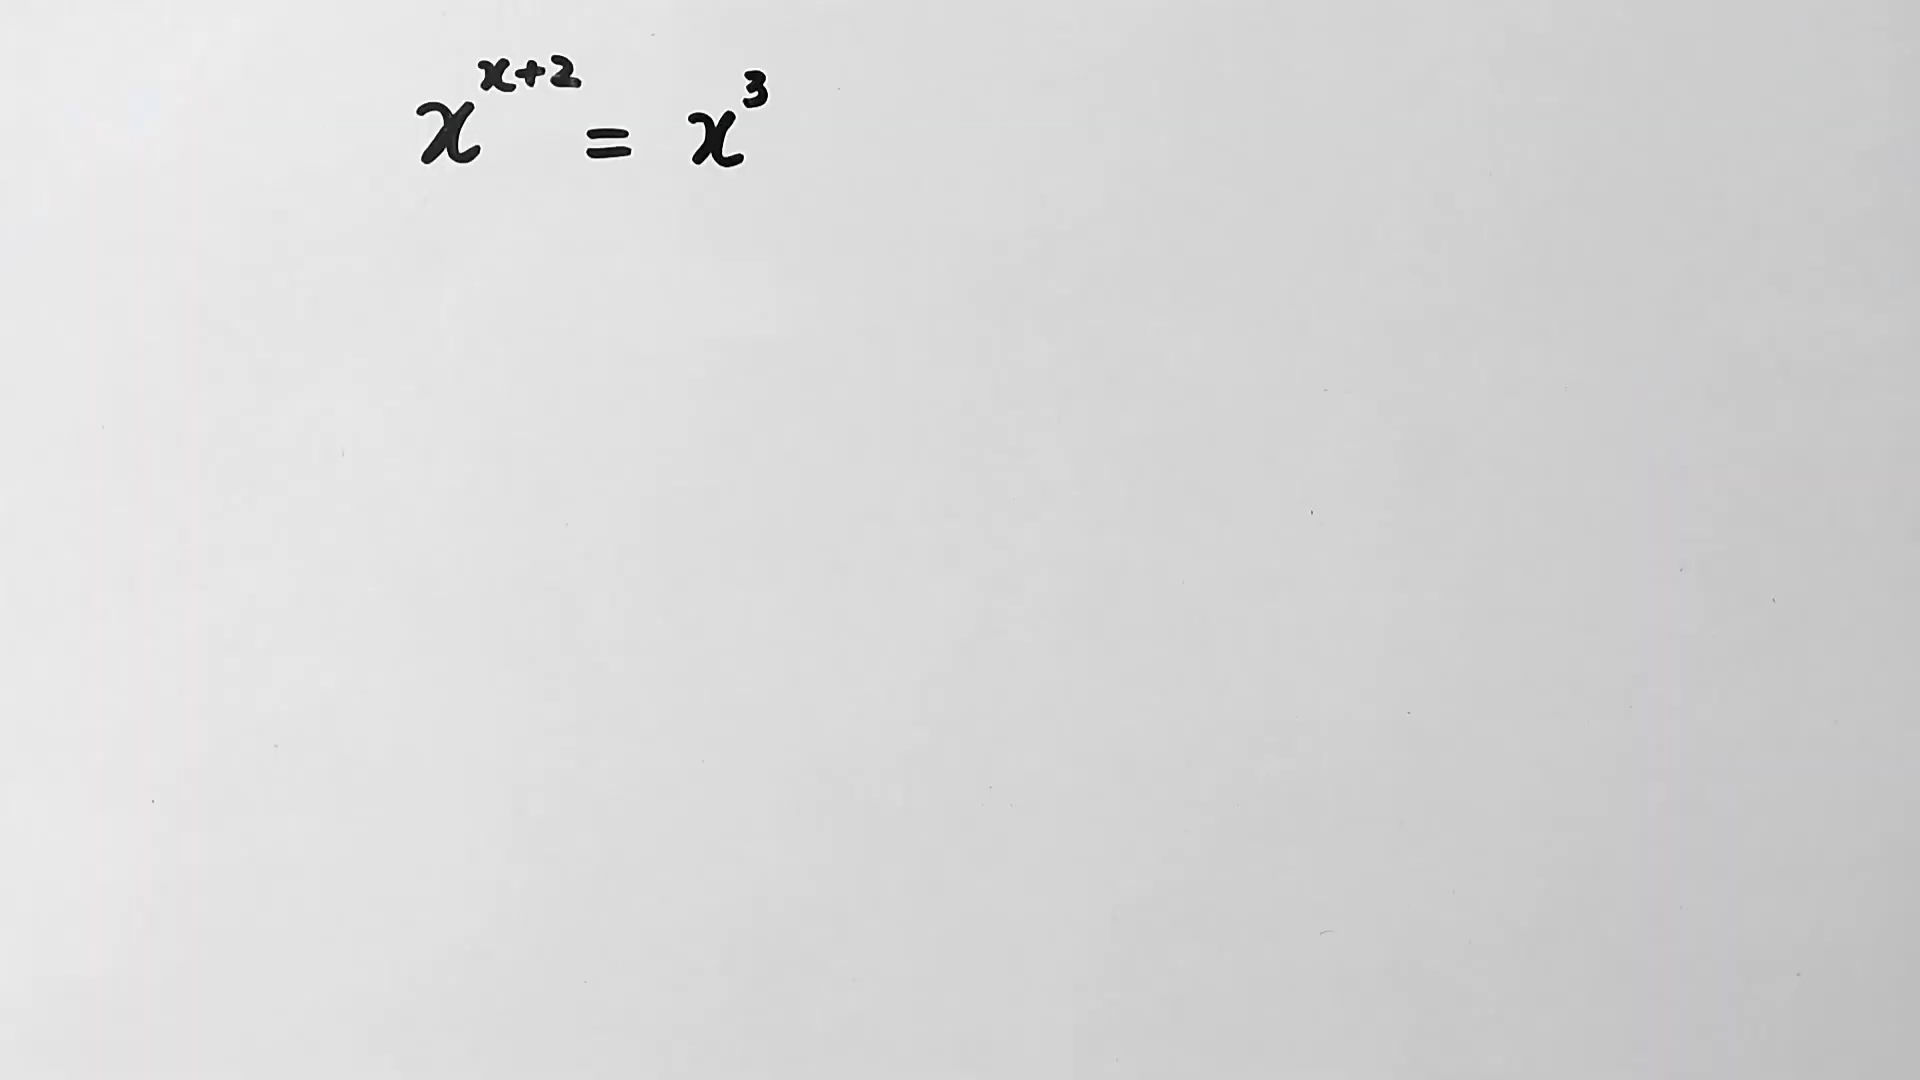 x^{x+2} = x^3